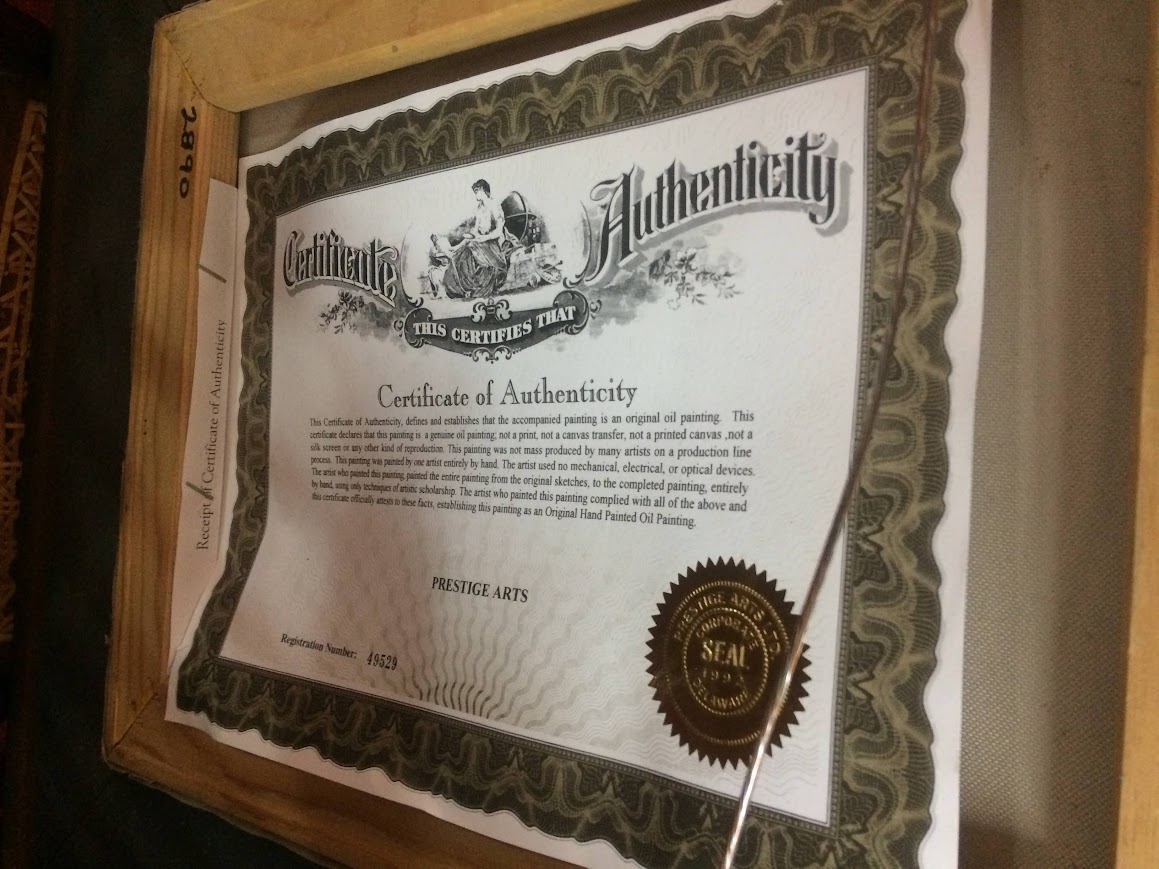 2890
Receipt of Certificate of Authenticity
Certificate Authenticity
THIS CERTIFIES THAT
Certificate of Authenticity
This Certificate of Authenticity, defines and establishes that the accompanied painting is an original oil painting. This
certificate declares that this painting is a genuine oil painting; not a print, not a canvas transfer, not a printed canvas ,not a
silk screen or any other kind of reproduction. This painting was not mass produced by many artists on a production line
process. This painting was painted by one artist entirely by hand. The artist used no mechanical, electrical, or optical devices.
The artist who painted this painting, painted the entire painting from the original sketches, to the completed painting, entirely
by hand, using only techniques of artistic scholarship. The artist who painted this painting complied with all of the above and
this certificate officially attests to these facts, establishing this painting as an Original Hand Painted Oil Painting.
PRESTIGE ARTS
Registration Number: 49529
PRESTIGE ARTS LTD.
CORPORATE
SEAL
DELAWARE